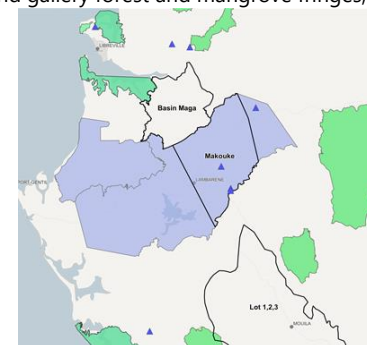 nd gallery forest and mangrove fringes,
LIBREVILLE
Basin Maga
Makouke
LAMBARENE
PORT-GENTIL
Lot 1,2,3
MOUILA